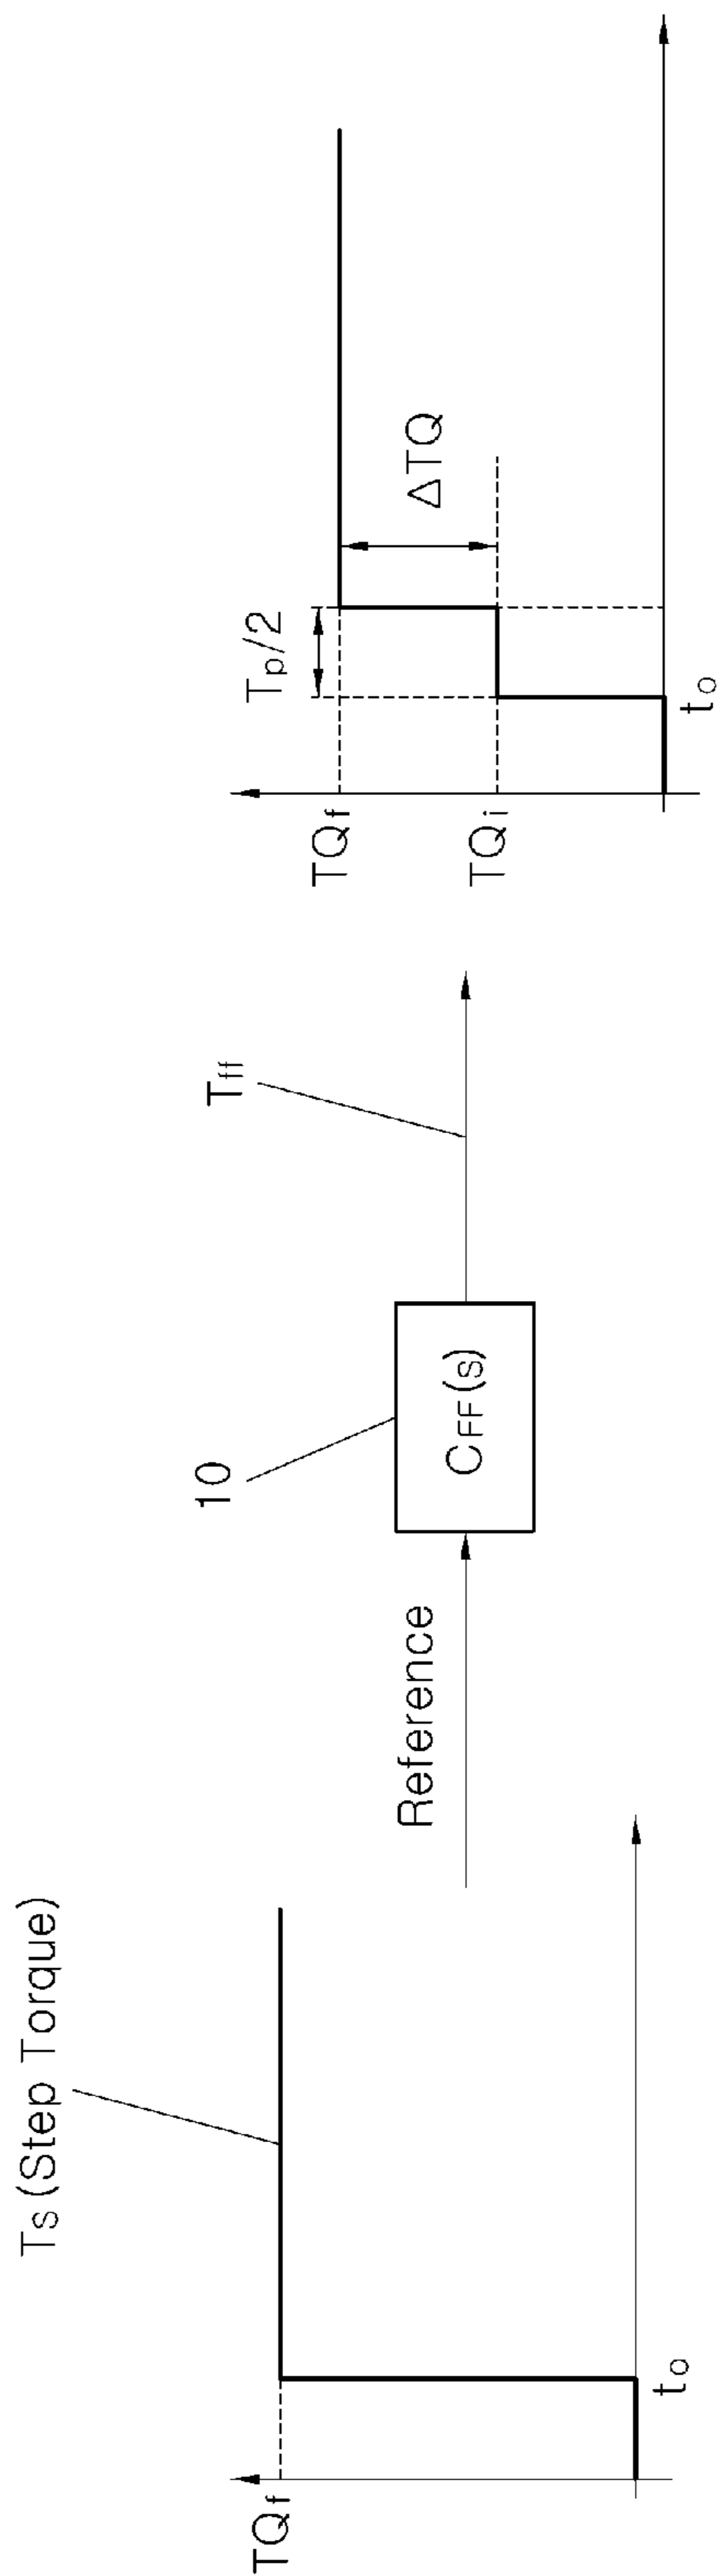 Ts (Step Torque)
TQf
to
Reference
10
CFF(s)
Tff
TQf
TQi
Tp/2
ΔTQ
to